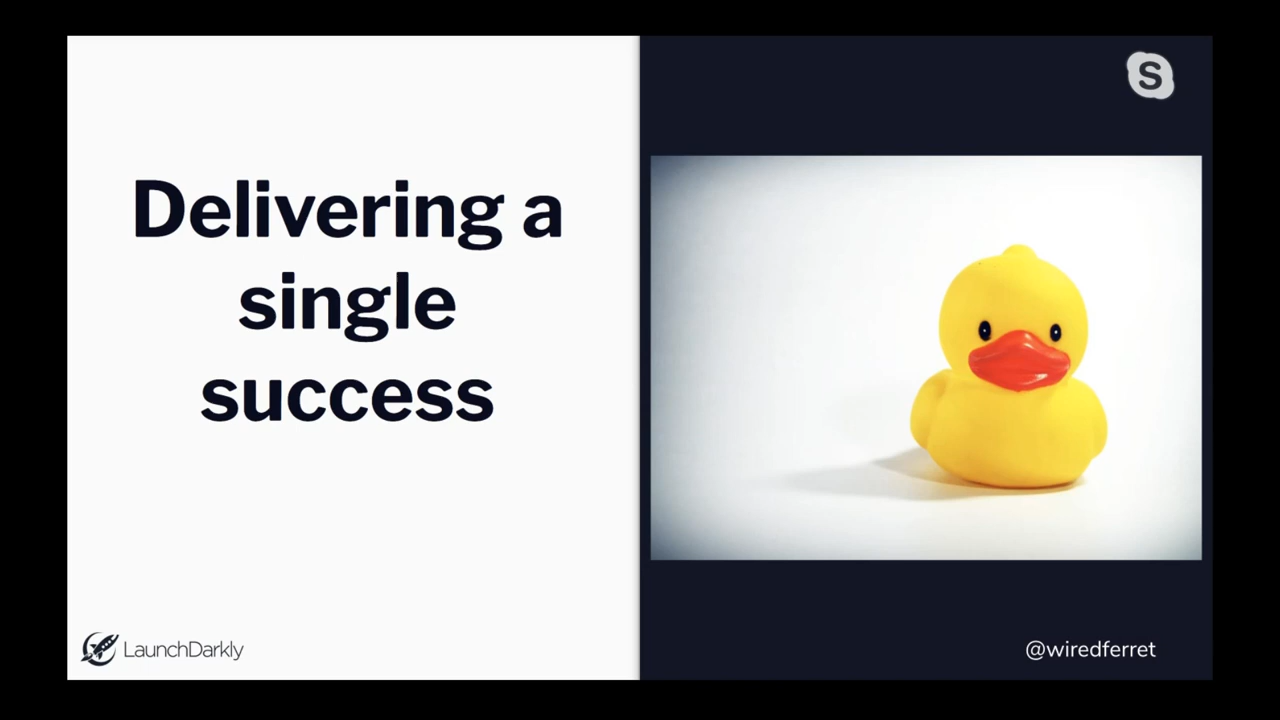 Delivering a
single
success
S
LaunchDarkly
@wiredferret